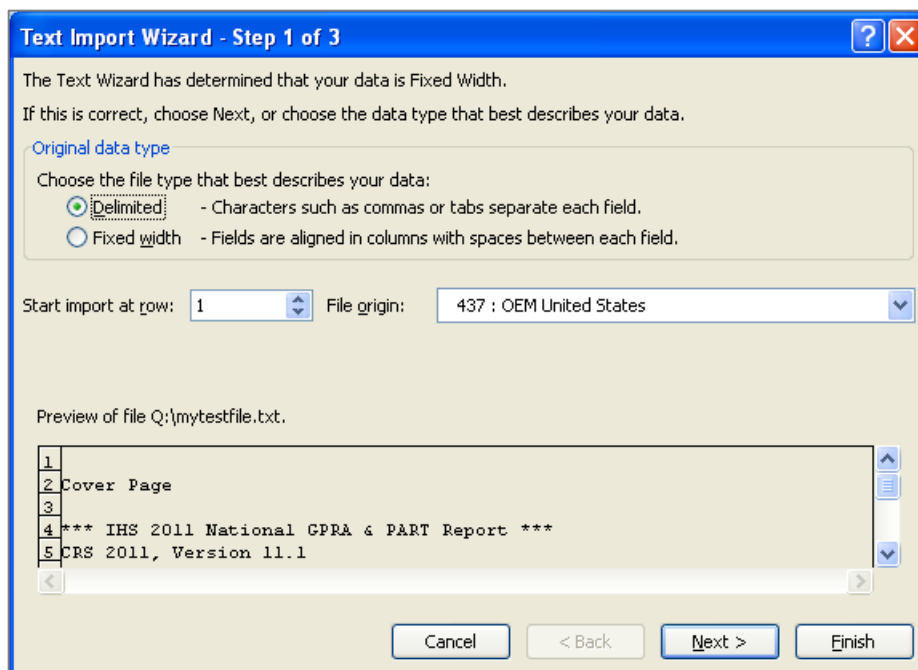 Text Import Wizard - Step 1 of 3
The Text Wizard has determined that your data is Fixed Width.
If this is correct, choose Next, or choose the data type that best describes your data.
Original data type
Choose the file type that best describes your data:
Delimited - Characters such as commas or tabs separate each field.
Fixed width - Fields are aligned in columns with spaces between each field.
Start import at row: 1 File origin: 437 : OEM United States
Preview of file Q:\mytestfile.txt.
1
2 Cover Page
3
4 *** IHS 2011 National GPRA & PART Report ***
5 CRS 2011, Version 11.1
Cancel < Back Next > Finish